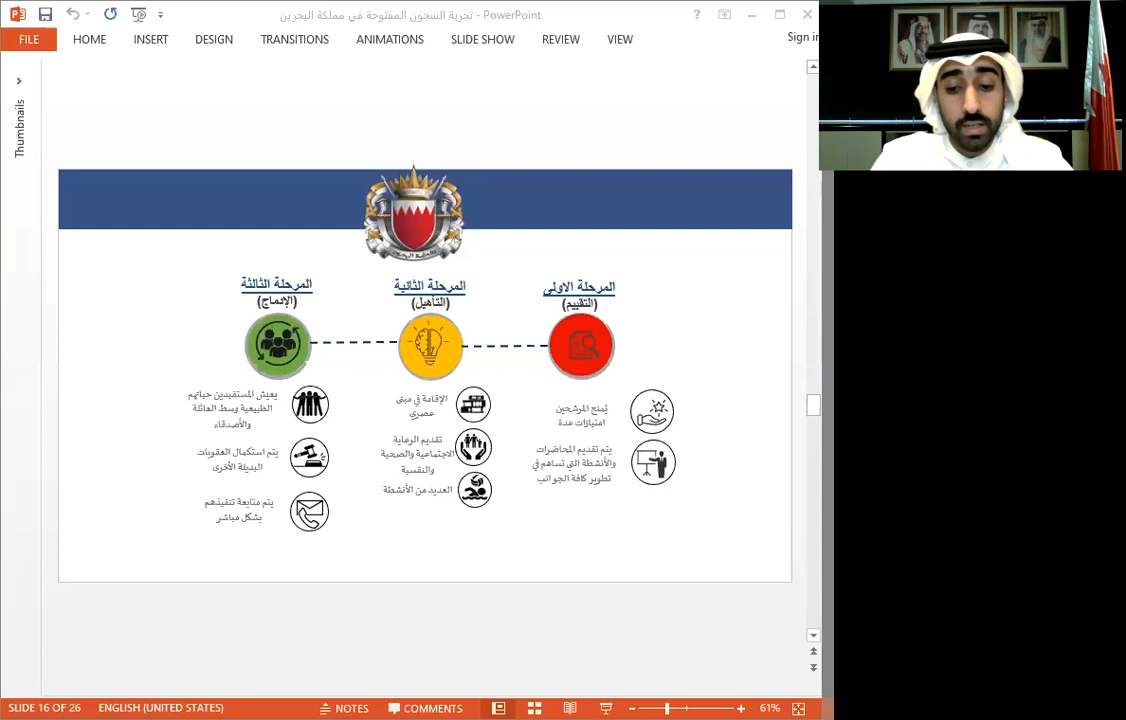 تجربة السجون المفتوحة في مملكة البحرين - PowerPoint
FILE
HOME
INSERT
DESIGN
TRANSITIONS
ANIMATIONS
SLIDE SHOW
REVIEW
VIEW
Sign in
Thumbnails
المرحلة الاولى
(التقييم)
يُمنح المرشحين
امتيازات عدة
يتم تقديم المحاضرات
والأنشطة التي تساهم في
تطوير كافة الجوانب
المرحلة الثانية
(التأهيل)
الإقامة في مبنى
عصري
تقديم الرعاية
الاجتماعية والصحية
والنفسية
العديد من الأنشطة
المرحلة الثالثة
(الإدماج)
يعيش المستفيدين حياتهم
الطبيعية وسط العائلة
والأصدقاء
يتم استكمال العقوبات
البديلة الأخرى
يتم متابعة تنفيذهم
بشكل مباشر
SLIDE 16 OF 26
ENGLISH (UNITED STATES)
NOTES
COMMENTS
61%